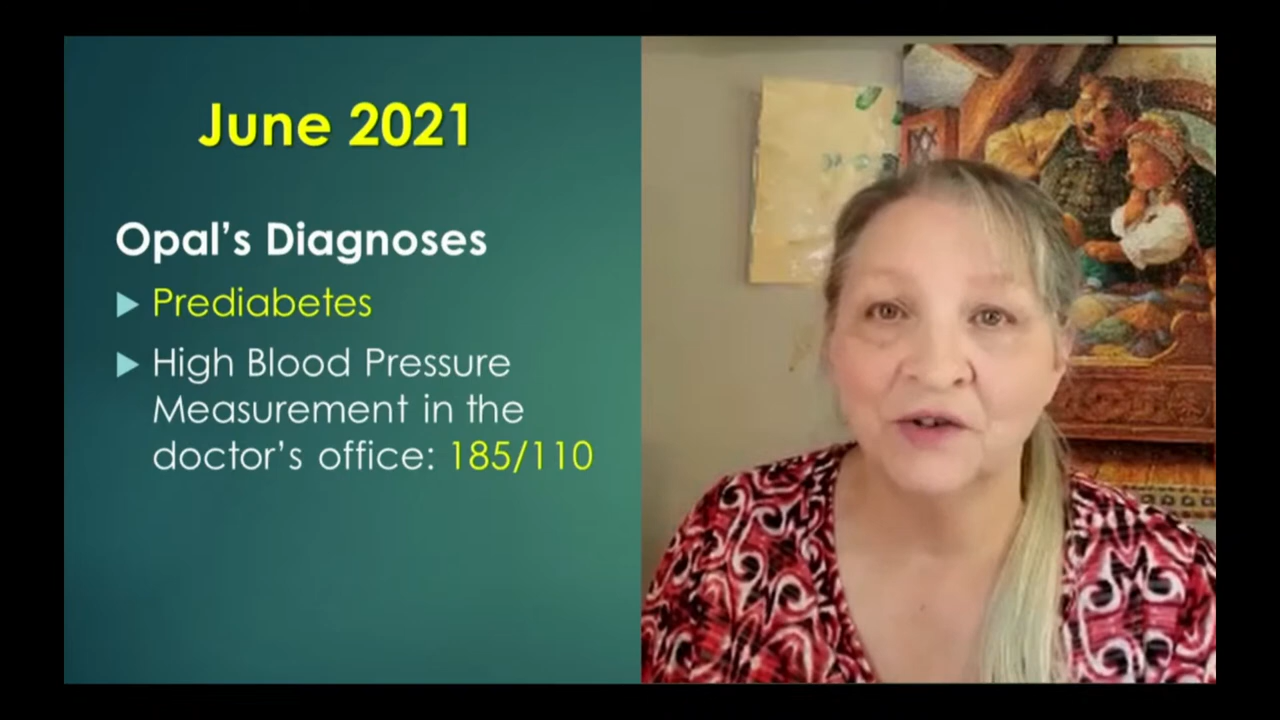 June 2021
Opal's Diagnoses
Prediabetes
High Blood Pressure
Measurement in the
doctor's office: 185/110